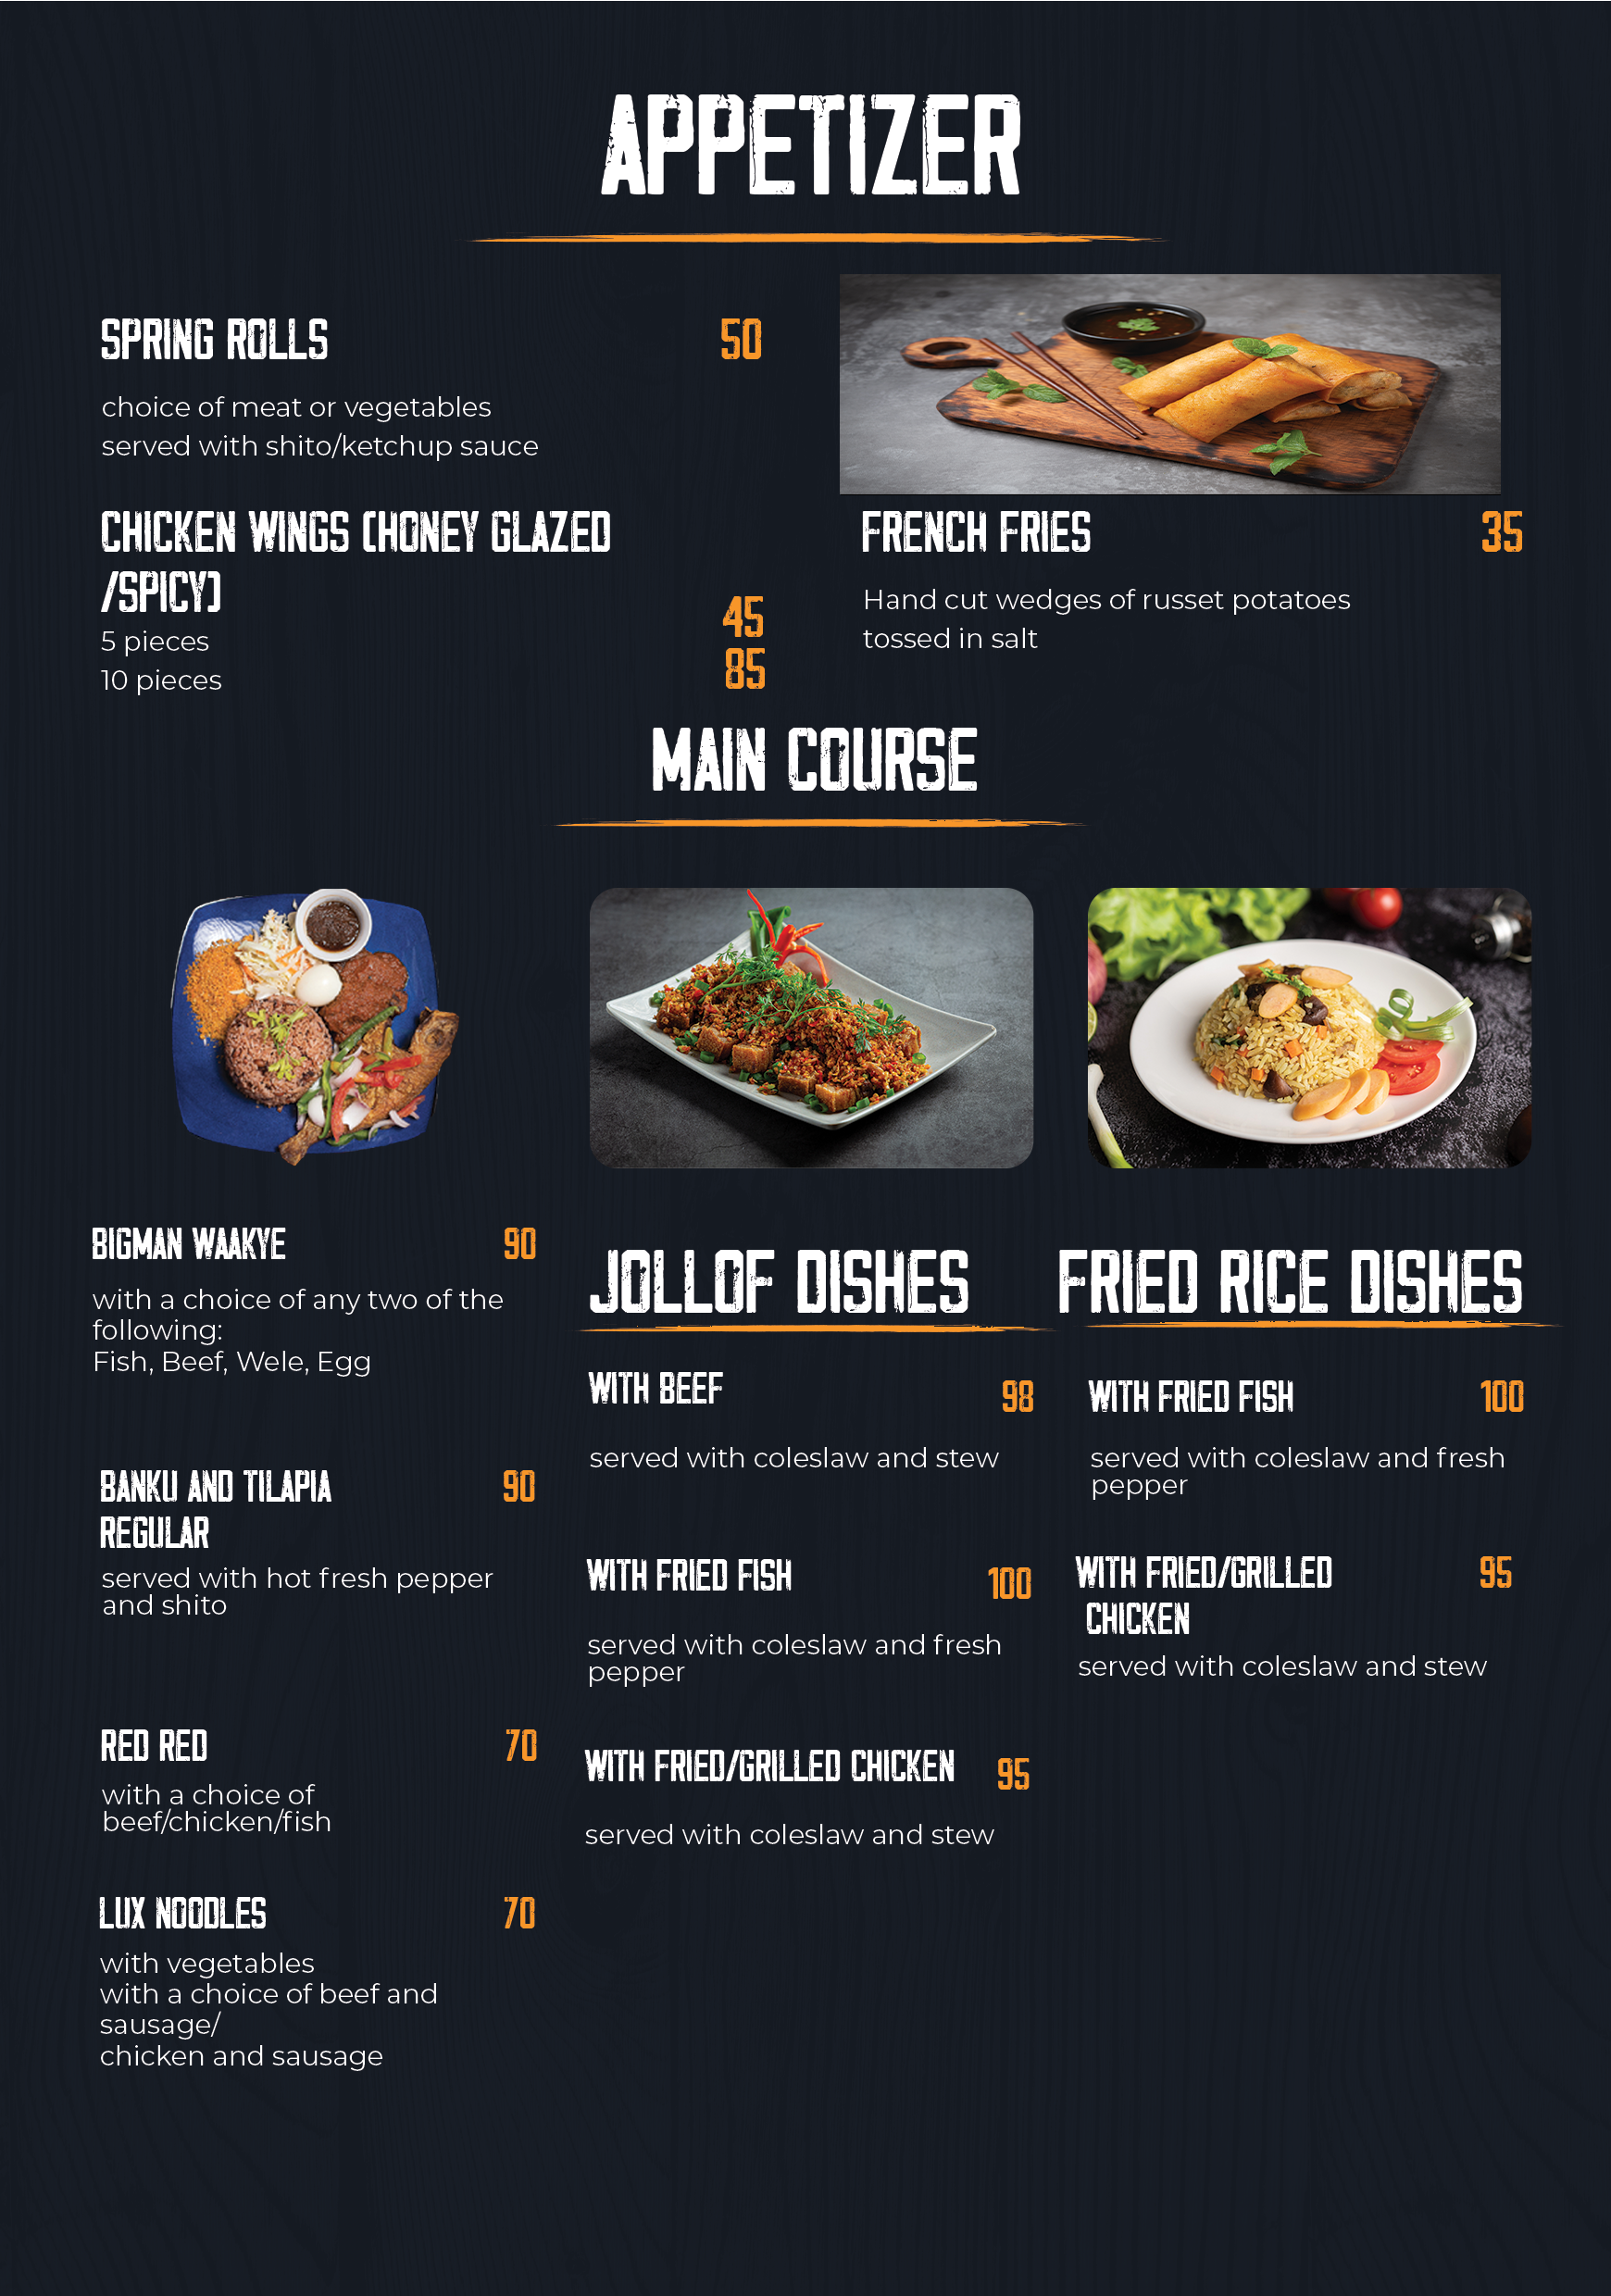 APPETIZER
SPRING ROLLS 50
choice of meat or vegetables
served with shito/ketchup sauce
CHICKEN WINGS (HONEY GLAZED
/SPICY)
5 pieces 45
10 pieces 85
FRENCH FRIES 35
Hand cut wedges of russet potatoes
tossed in salt
MAIN COURSE
BIGMAN WAAKYE 90
with a choice of any two of the
following:
Fish, Beef, Wele, Egg
BANKU AND TILAPIA 90
REGULAR
served with hot fresh pepper
and shito
RED RED 70
with a choice of
beef/chicken/fish
LUX NOODLES 70
with vegetables
with a choice of beef and
sausage/
chicken and sausage
JOLLOF DISHES
WITH BEEF 98
served with coleslaw and stew
WITH FRIED FISH 100
served with coleslaw and fresh
pepper
WITH FRIED/GRILLED CHICKEN 95
served with coleslaw and stew
FRIED RICE DISHES
WITH FRIED FISH 100
served with coleslaw and fresh
pepper
WITH FRIED/GRILLED 95
CHICKEN
served with coleslaw and stew